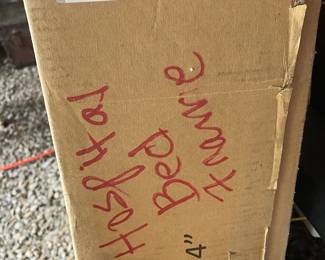 Hospital
Bed
Frame
4"